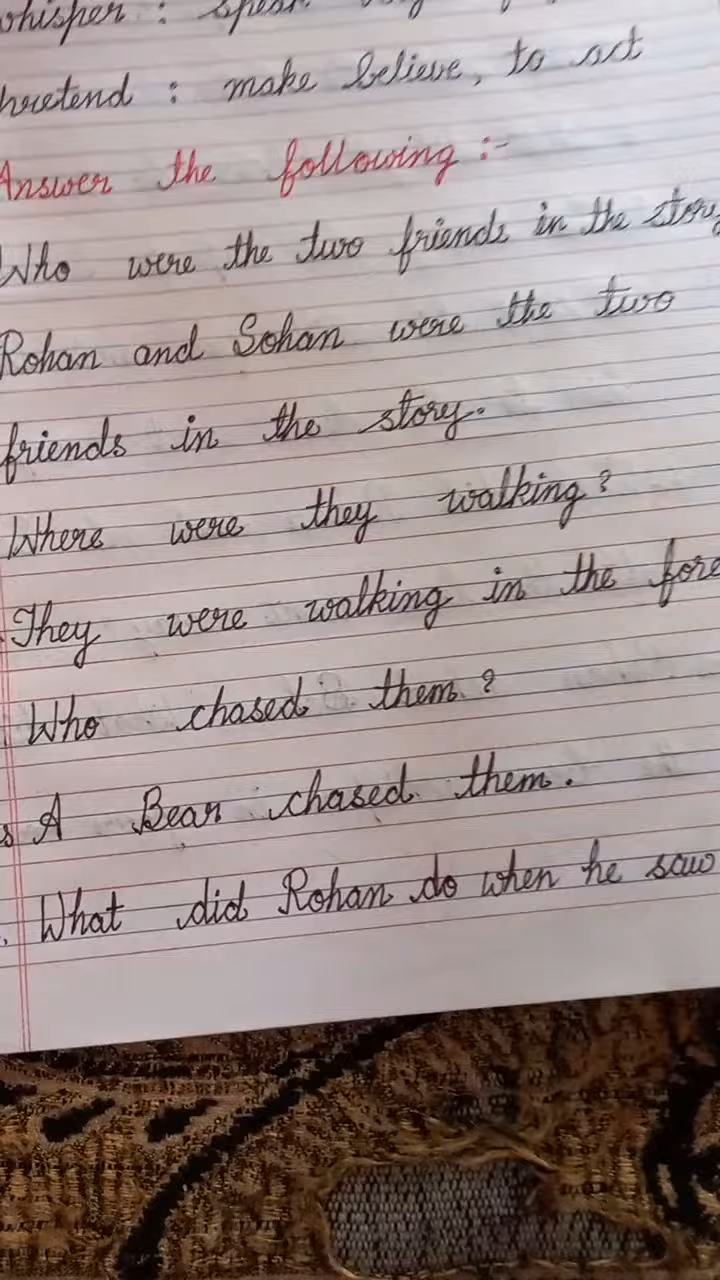 whisper :
pretend : make believe, to act
Answer the following :-
Who were the two friends in the story
Rohan and Sohan were the two
friends in the story.
Where were they walking?
They were walking in the fore
Who chased them ?
s A Bear chased them.
. What did Rohan do when he saw